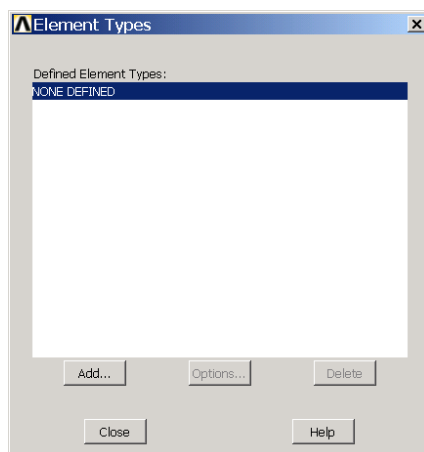 Element Types
Defined Element Types:
NONE DEFINED
Add... Options... Delete
Close Help